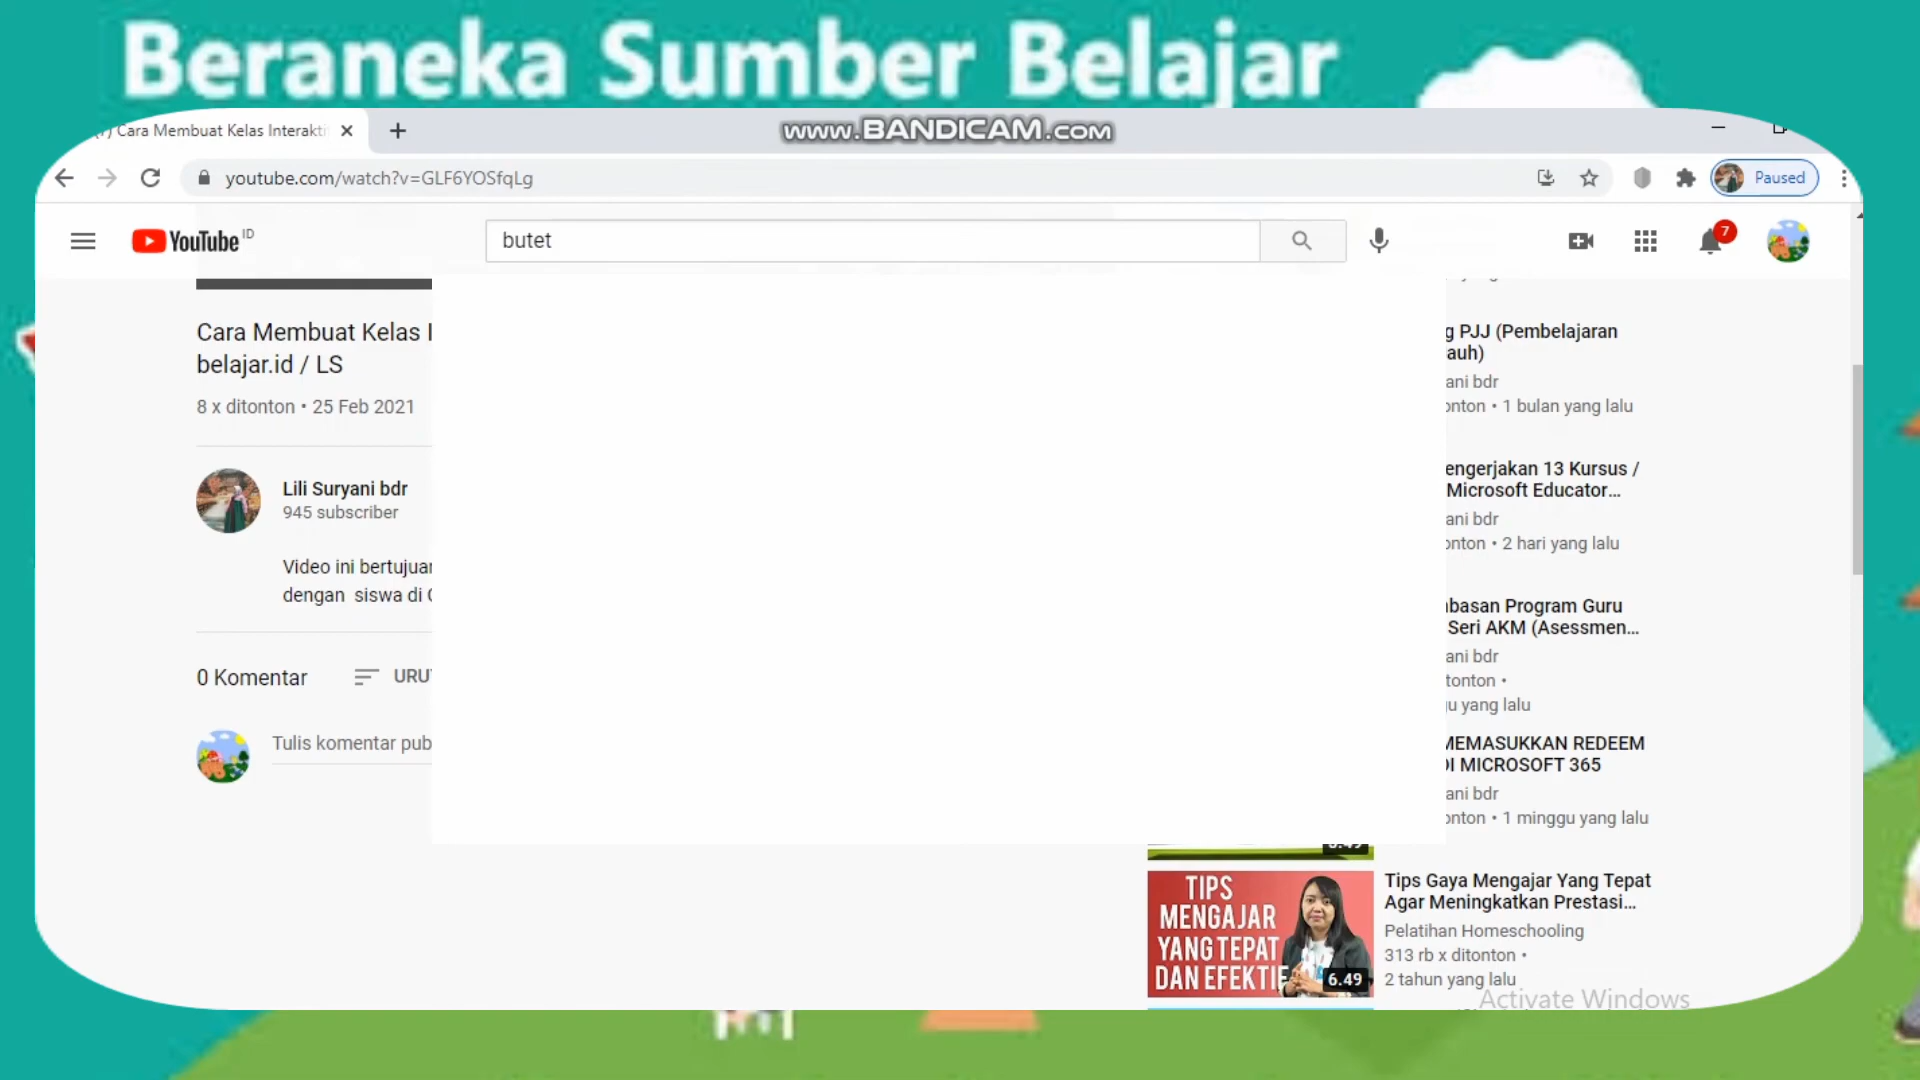 Beraneka Sumber Belajar
Cara Membuat Kelas Interakti
www.BANDICAM.com
youtube.com/watch?v=GLF6YOSfqLg
Paused
YouTube ID
butet
7
Cara Membuat Kelas I
belajar.id / LS
8 x ditonton • 25 Feb 2021
Lili Suryani bdr
945 subscriber
Video ini bertujuan
dengan siswa di
0 Komentar
URUT
Tulis komentar pub
g PJJ (Pembelajaran
auh)
ani bdr
onton • 1 bulan yang lalu
engerjakan 13 Kursus /
Microsoft Educator...
ani bdr
onton • 2 hari yang lalu
basan Program Guru
Seri AKM (Asessmen...
ani bdr
tonton •
u yang lalu
MEMASUKKAN REDEEM
DI MICROSOFT 365
ani bdr
onton • 1 minggu yang lalu
TIPS
MENGAJAR
YANG TEPAT
DAN EFEKTIF
6.49
Tips Gaya Mengajar Yang Tepat
Agar Meningkatkan Prestasi...
Pelatihan Homeschooling
313 rb x ditonton •
2 tahun yang lalu
Activate Windows